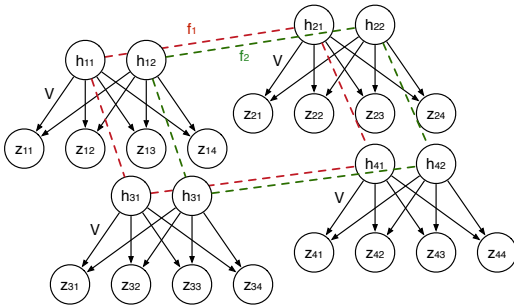 f₁
h₂₁ h₂₂
h₁₁ h₁₂
f₂
V
V
z₂₁ z₂₂ z₂₃ z₂₄
z₁₁ z₁₂ z₁₃ z₁₄
h₄₁ h₄₂
h₃₁ h₃₁
V
V
z₄₁ z₄₂ z₄₃ z₄₄
z₃₁ z₃₂ z₃₃ z₃₄